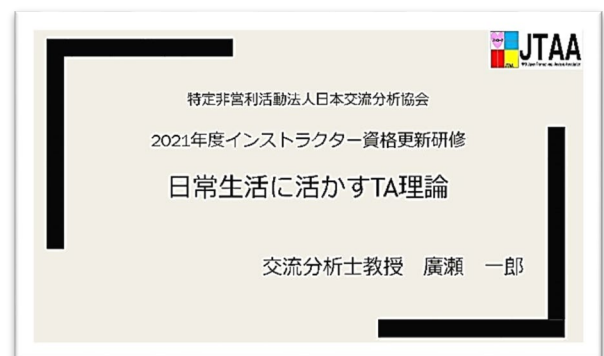 JTAA
特定非営利活動法人日本交流分析協会
2021年度インストラクター資格更新研修
日常生活に活かすTA理論
交流分析士教授　廣瀬　一郎